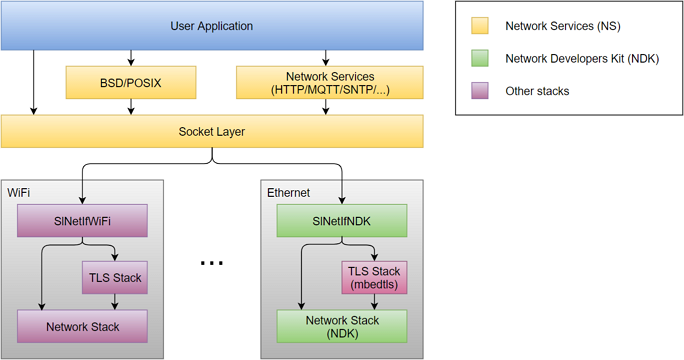 User Application
Network Services (NS)
Network Developers Kit (NDK)
Other stacks
BSD/POSIX
Network Services
(HTTP/MQTT/SNTP/...)
Socket Layer
WiFi
SlNetIfWiFi
TLS Stack
Network Stack
...
Ethernet
SlNetIfNDK
TLS Stack
(mbedtls)
Network Stack
(NDK)